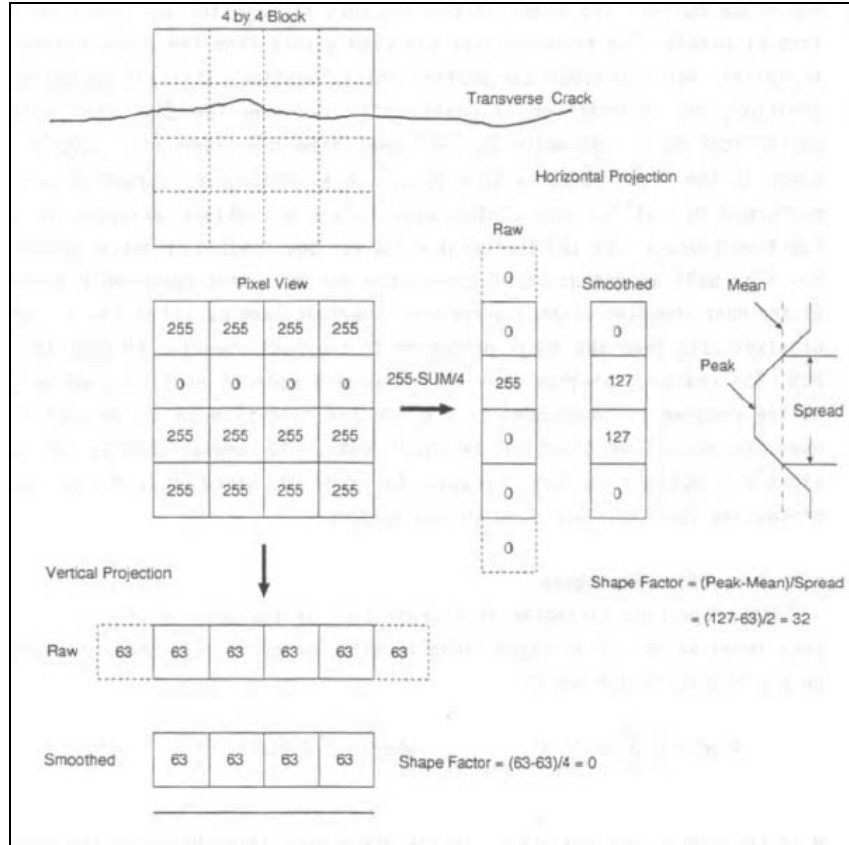 4 by 4 Block
Transverse Crack
Horizontal Projection
Raw
0
Pixel View
Smoothed
Mean
255 255 255 255
0
0
Peak
0 0 0 0
255-SUM/4
255
127
Spread
255 255 255 255
0
127
255 255 255 255
0
0
0
Vertical Projection
Shape Factor = (Peak-Mean)/Spread
= (127-63)/2 = 32
Raw
63 63 63 63 63 63
Smoothed
63 63 63 63
Shape Factor = (63-63)/4 = 0